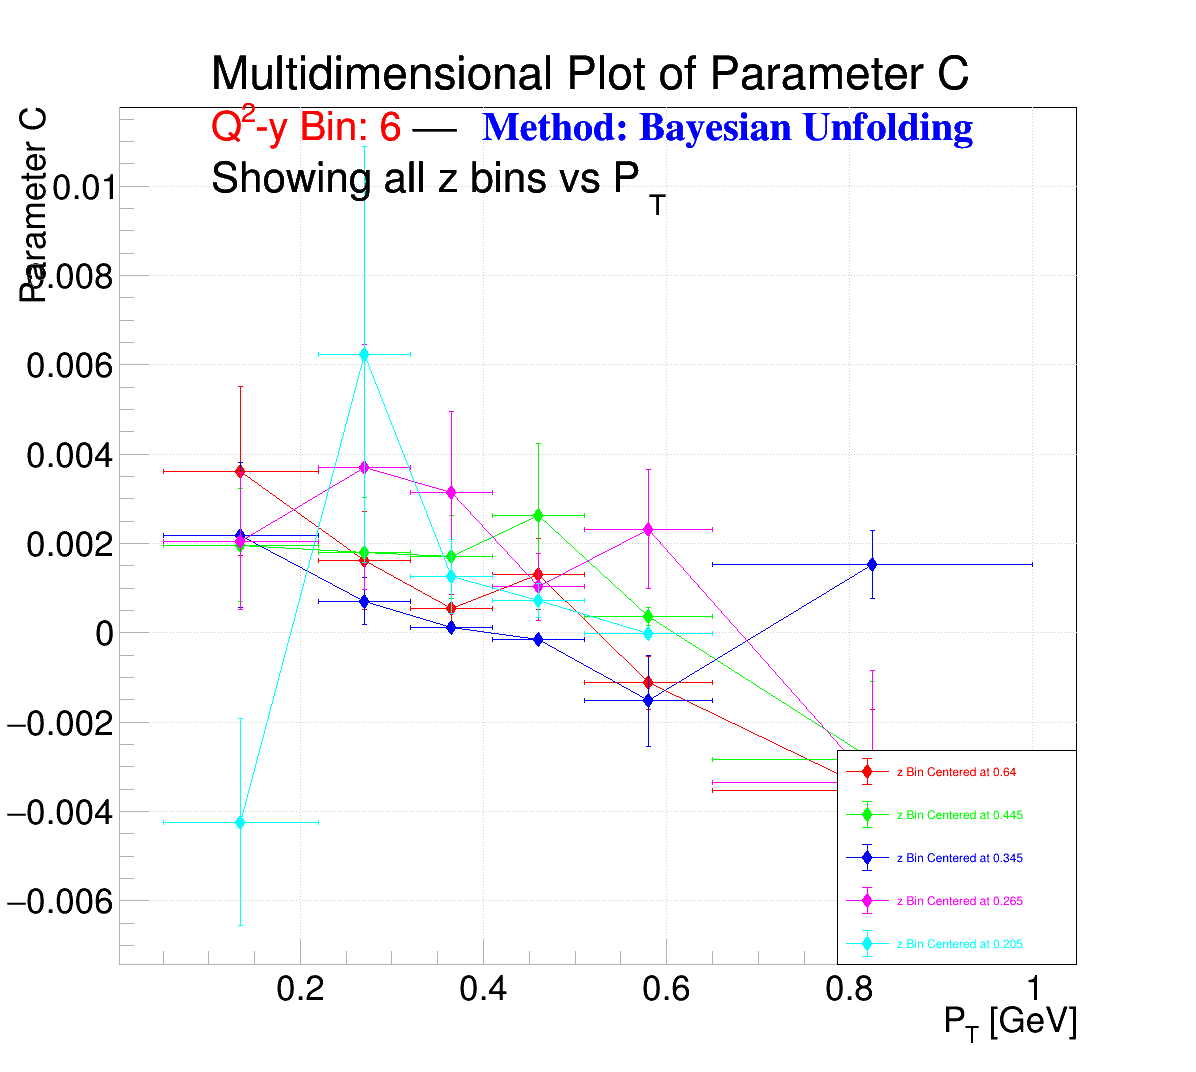 Multidimensional Plot of Parameter C
Q2-y Bin: 6 — Method: Bayesian Unfolding
Showing all z bins vs PT
Parameter C
0.01
0.008
0.006
0.004
0.002
0
−0.002
−0.004
−0.006
z Bin Centered at 0.64
z Bin Centered at 0.445
z Bin Centered at 0.345
z Bin Centered at 0.265
z Bin Centered at 0.205
0.2 0.4 0.6 0.8 1
PT [GeV]